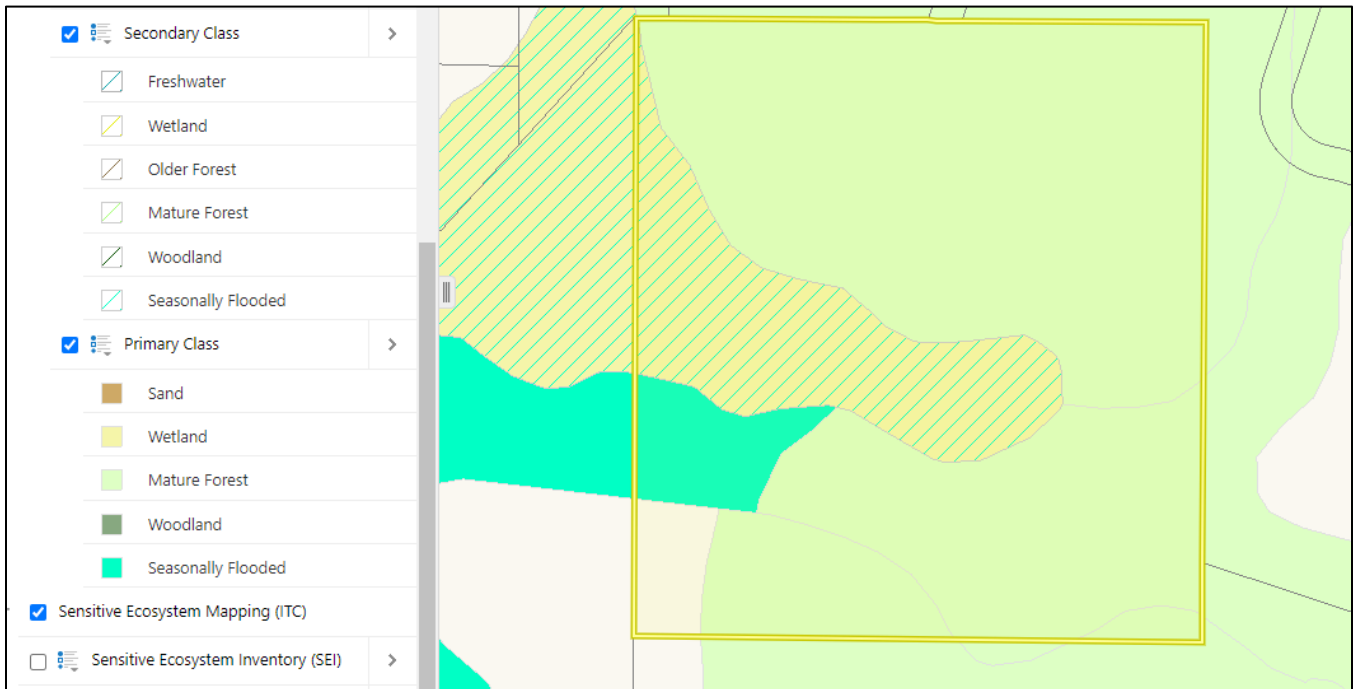 Secondary Class
Freshwater
Wetland
Older Forest
Mature Forest
Woodland
Seasonally Flooded
Primary Class
Sand
Wetland
Mature Forest
Woodland
Seasonally Flooded
Sensitive Ecosystem Mapping (ITC)
Sensitive Ecosystem Inventory (SEI)